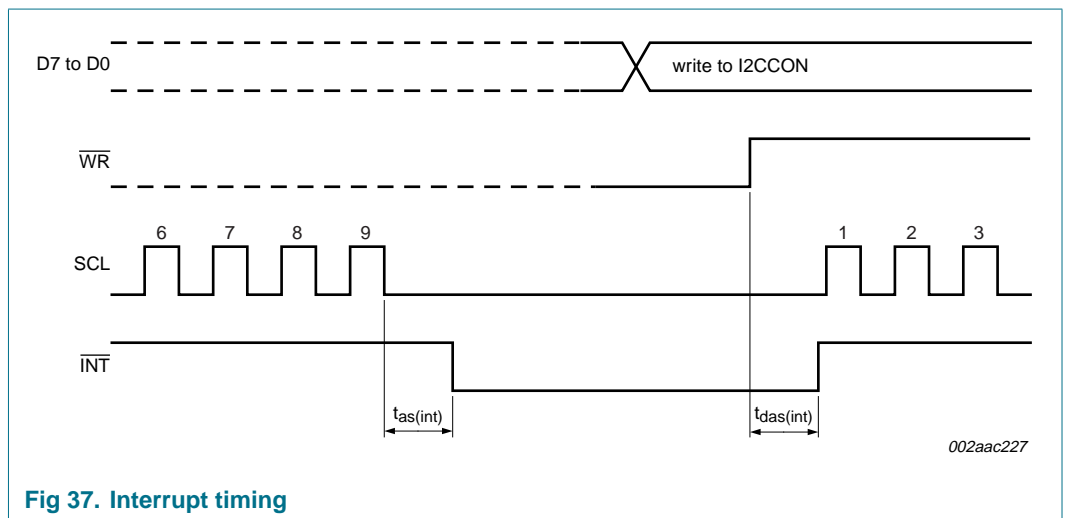 D7 to D0
write to I2CCON
WR
6 7 8 9 1 2 3
SCL
INT
tas(int) tdas(int)
002aac227
Fig 37. Interrupt timing